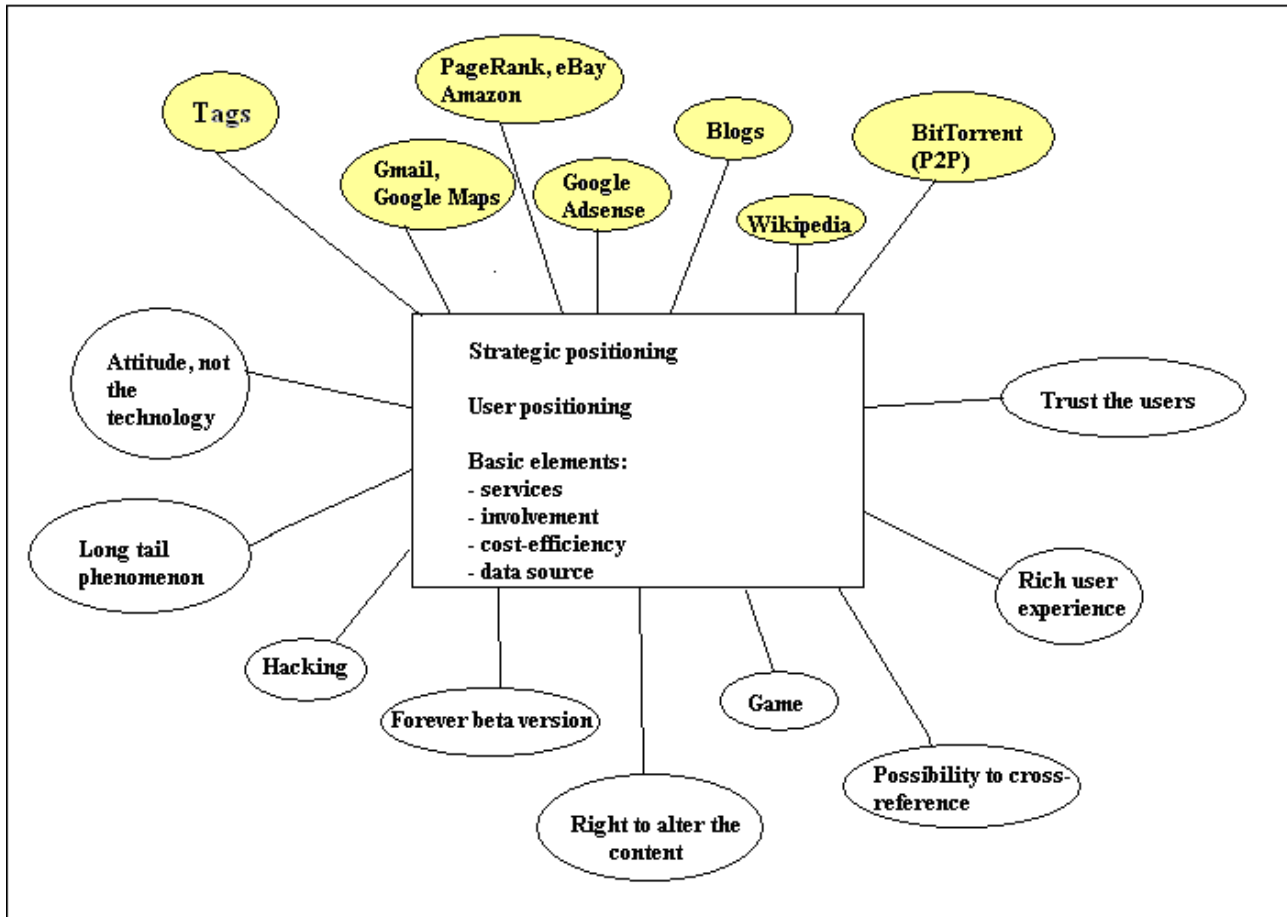 Tags
PageRank, eBay
Amazon
Gmail,
Google Maps
Google
Adsense
Blogs
Wikipedia
BitTorrent
(P2P)
Strategic positioning
User positioning
Basic elements:
- services
- involvement
- cost-efficiency
- data source
Attitude, not
the
technology
Trust the users
Long tail
phenomenon
Rich user
experience
Hacking
Forever beta version
Game
Right to alter the
content
Possibility to cross-
reference